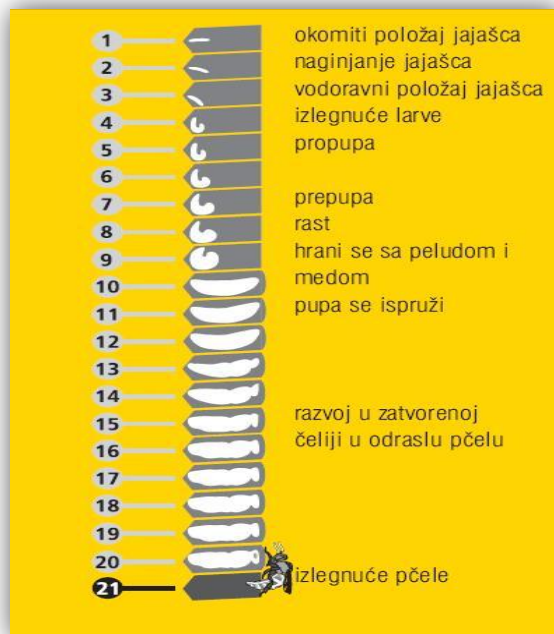 1 okomiti položaj jajašca
2 naginjanje jajašca
3 vodoravni položaj jajašca
4 izlegnuće larve
5 propupa
6
7 prepupa
8 rast
9 hrani se sa peludom i
10 medom
11 pupa se ispruži
12
13
14
15 razvoj u zatvorenoj
16 čeliji u odraslu pčelu
17
18
19
20
21 izlegnuće pčele